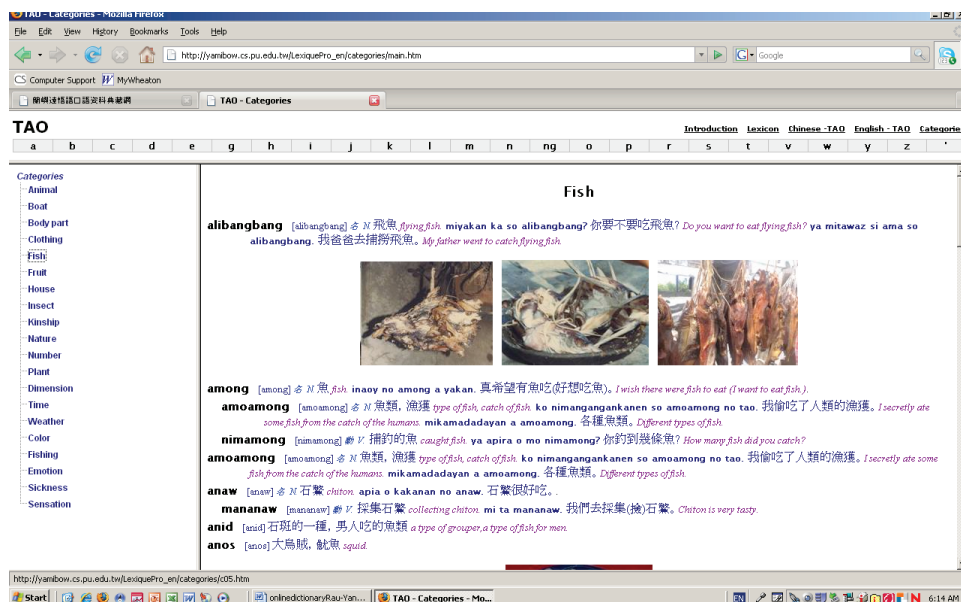 TAO - Categories - Mozilla Firefox
File Edit View History Bookmarks Tools Help
http://yamibow.cs.pu.edu.tw/LexiquePro_en/categories/main.htm
Google
Computer Support MyWheaton
蘭嶼達悟語口語資料典藏網 TAO - Categories
TAO
Introduction Lexicon Chinese -TAO English - TAO Categorie
a b c d e g h i j k l m n ng o p r s t v w y z '
Categories
Animal
Boat
Body part
Clothing
Fish
Fruit
House
Insect
Kinship
Nature
Number
Plant
Dimension
Time
Weather
Color
Fishing
Emotion
Sickness
Sensation
Fish
alibangbang [alibangbang] 名 N 飛魚 flying fish. miyakan ka so alibangbang? 你要不要吃飛魚? Do you want to eat flying fish? ya mitawaz si ama so
alibangbang. 我爸爸去捕撈飛魚。 My father went to catch flying fish.
among [among] 名 N 魚 fish. inaoy no among a yakan. 真希望有魚吃(好想吃魚)。 I wish there were fish to eat (I want to eat fish.).
amoamong [amoamong] 名 N 魚類, 漁獲 type of fish, catch of fish. ko nimangangankanen so amoamong no tao. 我偷吃了人類的漁獲。 I secretly ate
some fish from the catch of the humans. mikamadadayan a amoamong. 各種魚類。 Different types of fish.
nimamong [nimamong] 動 V. 捕釣的魚 caught fish. ya apira o mo nimamong? 你釣到幾條魚? How many fish did you catch?
amoamong [amoamong] 名 N 魚類, 漁獲 type of fish, catch of fish. ko nimangangankanen so amoamong no tao. 我偷吃了人類的漁獲。 I secretly ate some
fish from the catch of the humans. mikamadadayan a amoamong. 各種魚類。 Different types of fish.
anaw [anaw] 名 N 石鱉 chiton. apia o kakanan no anaw. 石鱉很好吃。.
mananaw [mananaw] 動 V. 採集石鱉 collecting chiton. mi ta mananaw. 我們去採集(撿)石鱉。 Chiton is very tasty.
anid [anid] 石斑的一種, 男人吃的魚類 a type of grouper,a type of fish for men.
anos [anos] 大烏賊, 魷魚 squid.
http://yamibow.cs.pu.edu.tw/LexiquePro_en/categories/c05.htm
Start onlinedictionaryRau-Yan... TAO - Categories - Mo... EN 6:14 AM